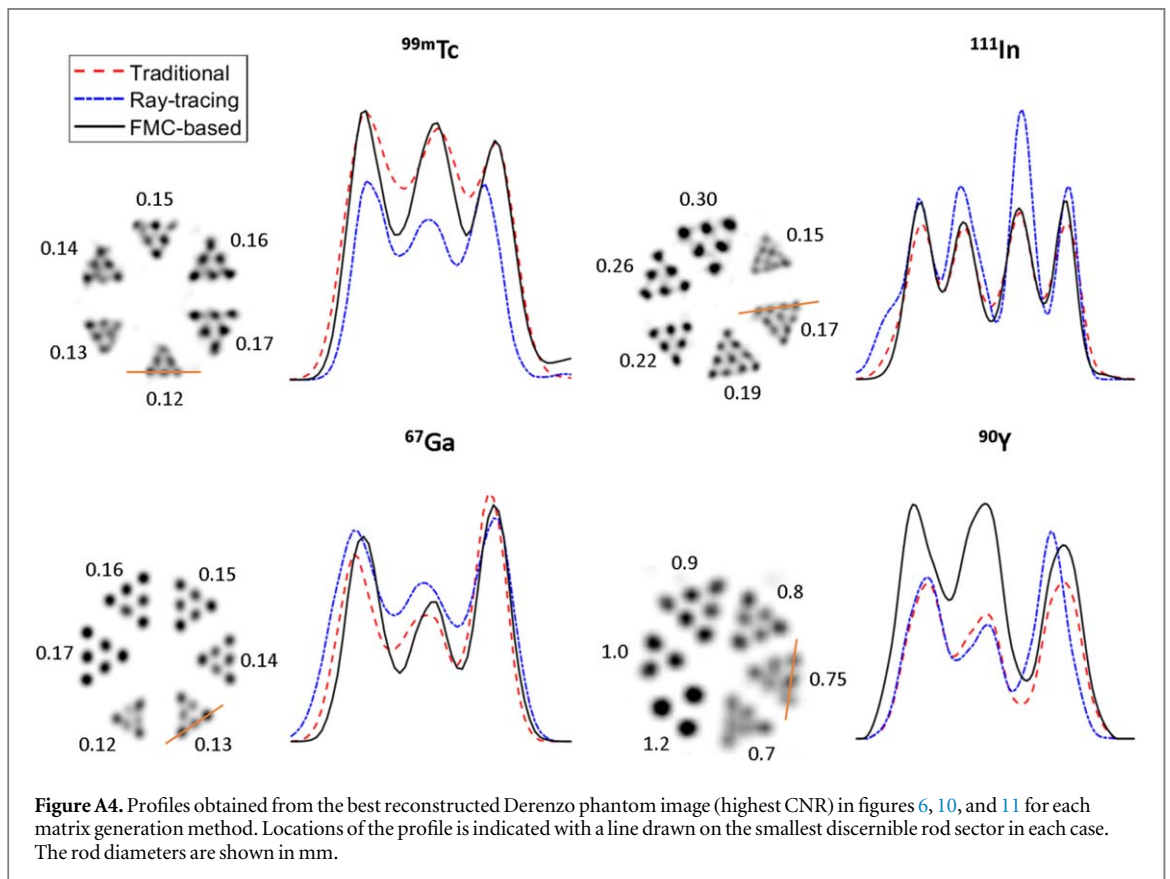 99mTc
111In
Traditional
Ray-tracing
FMC-based
0.15
0.14
0.16
0.13
0.17
0.12
0.30
0.15
0.26
0.17
0.22
0.19
67Ga
90Y
0.16
0.15
0.17
0.14
0.12
0.13
0.9
0.8
1.0
0.75
1.2
0.7
Figure A4. Profiles obtained from the best reconstructed Derenzo phantom image (highest CNR) in figures 6, 10, and 11 for each
matrix generation method. Locations of the profile is indicated with a line drawn on the smallest discernible rod sector in each case.
The rod diameters are shown in mm.